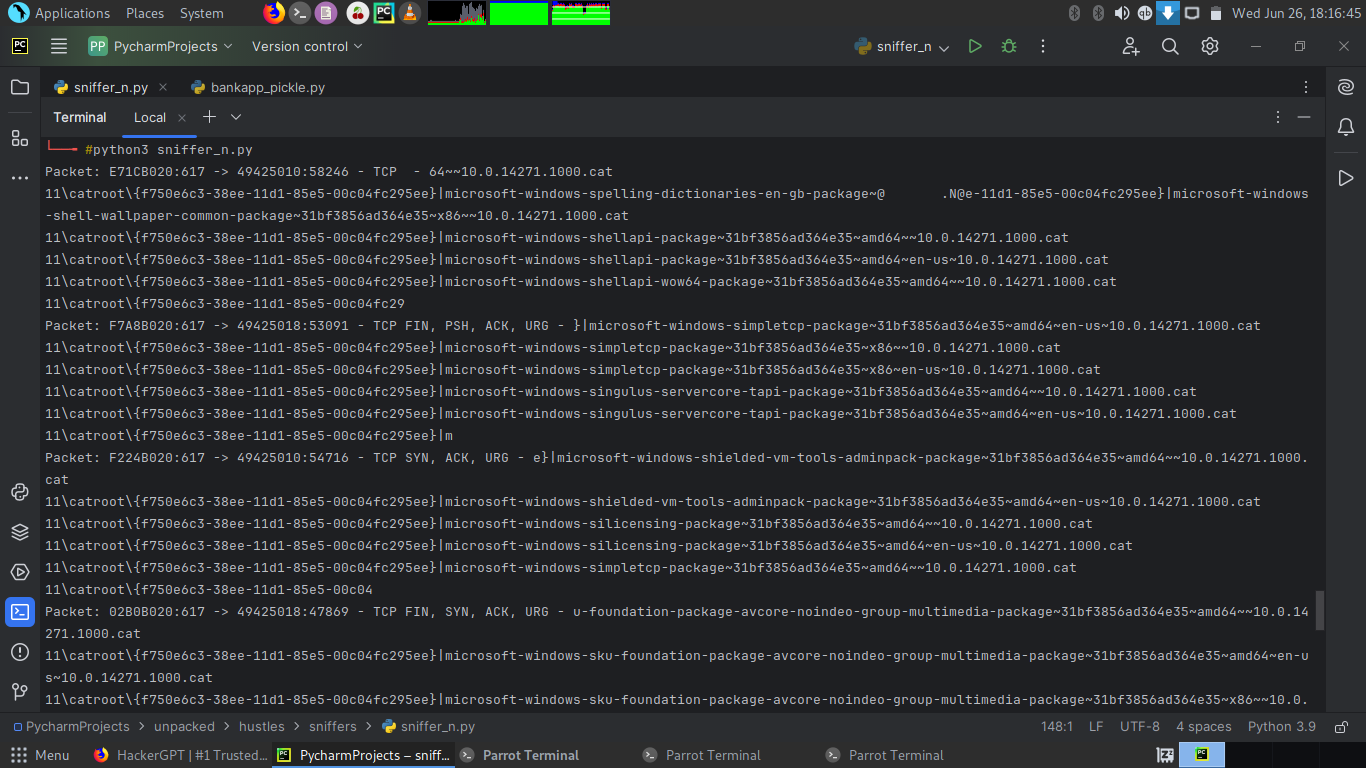 Applications Places System Wed Jun 26, 18:16:45
PP PycharmProjects Version control sniffer_n
sniffer_n.py bankapp_pickle.py
Terminal Local
#python3 sniffer_n.py
Packet: E71CB020:617 -> 49425010:58246 - TCP  - 64~~10.0.14271.1000.cat
11\catroot\{f750e6c3-38ee-11d1-85e5-00c04fc295ee}|microsoft-windows-spelling-dictionaries-en-gb-package~@       .N@e-11d1-85e5-00c04fc295ee}|microsoft-windows
-shell-wallpaper-common-package~31bf3856ad364e35~x86~~10.0.14271.1000.cat
11\catroot\{f750e6c3-38ee-11d1-85e5-00c04fc295ee}|microsoft-windows-shellapi-package~31bf3856ad364e35~amd64~~10.0.14271.1000.cat
11\catroot\{f750e6c3-38ee-11d1-85e5-00c04fc295ee}|microsoft-windows-shellapi-package~31bf3856ad364e35~amd64~en-us~10.0.14271.1000.cat
11\catroot\{f750e6c3-38ee-11d1-85e5-00c04fc295ee}|microsoft-windows-shellapi-wow64-package~31bf3856ad364e35~amd64~~10.0.14271.1000.cat
11\catroot\{f750e6c3-38ee-11d1-85e5-00c04fc29
Packet: F7A8B020:617 -> 49425018:53091 - TCP FIN, PSH, ACK, URG - }|microsoft-windows-simpletcp-package~31bf3856ad364e35~amd64~en-us~10.0.14271.1000.cat
11\catroot\{f750e6c3-38ee-11d1-85e5-00c04fc295ee}|microsoft-windows-simpletcp-package~31bf3856ad364e35~x86~~10.0.14271.1000.cat
11\catroot\{f750e6c3-38ee-11d1-85e5-00c04fc295ee}|microsoft-windows-simpletcp-package~31bf3856ad364e35~x86~en-us~10.0.14271.1000.cat
11\catroot\{f750e6c3-38ee-11d1-85e5-00c04fc295ee}|microsoft-windows-singulus-servercore-tapi-package~31bf3856ad364e35~amd64~~10.0.14271.1000.cat
11\catroot\{f750e6c3-38ee-11d1-85e5-00c04fc295ee}|microsoft-windows-singulus-servercore-tapi-package~31bf3856ad364e35~amd64~en-us~10.0.14271.1000.cat
11\catroot\{f750e6c3-38ee-11d1-85e5-00c04fc295ee}|m
Packet: F224B020:617 -> 49425010:54716 - TCP SYN, ACK, URG - e}|microsoft-windows-shielded-vm-tools-adminpack-package~31bf3856ad364e35~amd64~~10.0.14271.1000.
cat
11\catroot\{f750e6c3-38ee-11d1-85e5-00c04fc295ee}|microsoft-windows-shielded-vm-tools-adminpack-package~31bf3856ad364e35~amd64~en-us~10.0.14271.1000.cat
11\catroot\{f750e6c3-38ee-11d1-85e5-00c04fc295ee}|microsoft-windows-silicensing-package~31bf3856ad364e35~amd64~~10.0.14271.1000.cat
11\catroot\{f750e6c3-38ee-11d1-85e5-00c04fc295ee}|microsoft-windows-silicensing-package~31bf3856ad364e35~amd64~en-us~10.0.14271.1000.cat
11\catroot\{f750e6c3-38ee-11d1-85e5-00c04fc295ee}|microsoft-windows-simpletcp-package~31bf3856ad364e35~amd64~~10.0.14271.1000.cat
11\catroot\{f750e6c3-38ee-11d1-85e5-00c04
Packet: 02B0B020:617 -> 49425018:47869 - TCP FIN, SYN, ACK, URG - u-foundation-package-avcore-noindeo-group-multimedia-package~31bf3856ad364e35~amd64~~10.0.14
271.1000.cat
11\catroot\{f750e6c3-38ee-11d1-85e5-00c04fc295ee}|microsoft-windows-sku-foundation-package-avcore-noindeo-group-multimedia-package~31bf3856ad364e35~amd64~en-u
s~10.0.14271.1000.cat
11\catroot\{f750e6c3-38ee-11d1-85e5-00c04fc295ee}|microsoft-windows-sku-foundation-package-avcore-noindeo-group-multimedia-package~31bf3856ad364e35~x86~~10.0.
PycharmProjects > unpacked > hustles > sniffers > sniffer_n.py 148:1 LF UTF-8 4 spaces Python 3.9
Menu HackerGPT | #1 Trusted... PycharmProjects – sniff... Parrot Terminal Parrot Terminal Parrot Terminal